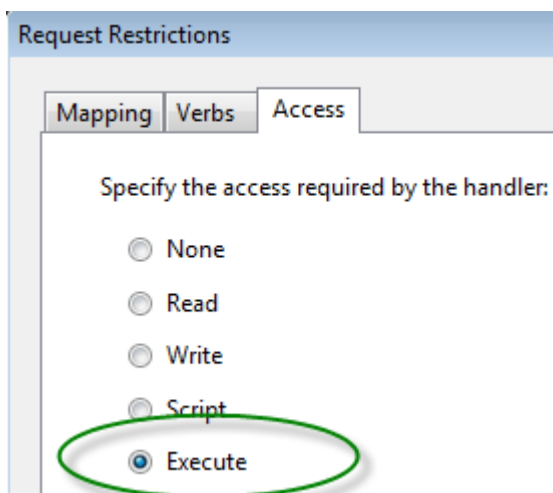 Request Restrictions
Mapping Verbs Access
Specify the access required by the handler:
None
Read
Write
Script
Execute